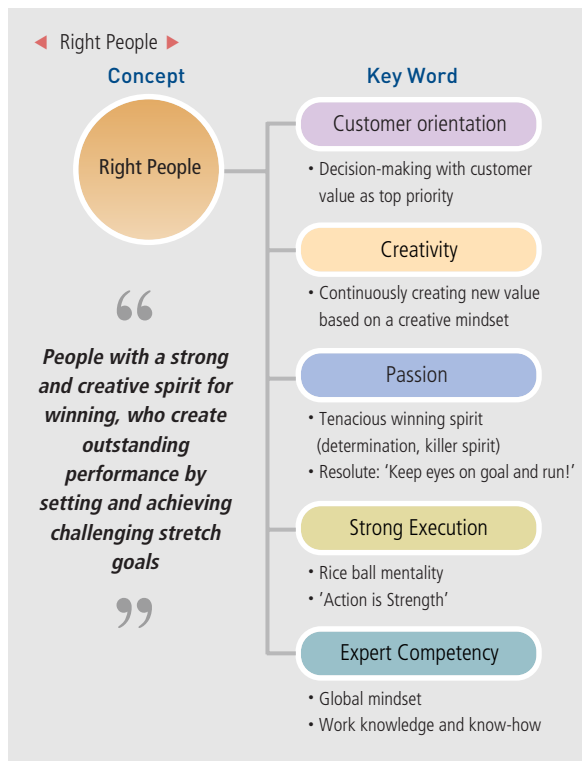 ◄ Right People ►
Concept
Key Word
Right People
“
People with a strong
and creative spirit for
winning, who create
outstanding
performance by
setting and achieving
challenging stretch
goals
”
Customer orientation
• Decision-making with customer
value as top priority
Creativity
• Continuously creating new value
based on a creative mindset
Passion
• Tenacious winning spirit
(determination, killer spirit)
• Resolute: ‘Keep eyes on goal and run!’
Strong Execution
• Rice ball mentality
• ‘Action is Strength’
Expert Competency
• Global mindset
• Work knowledge and know-how